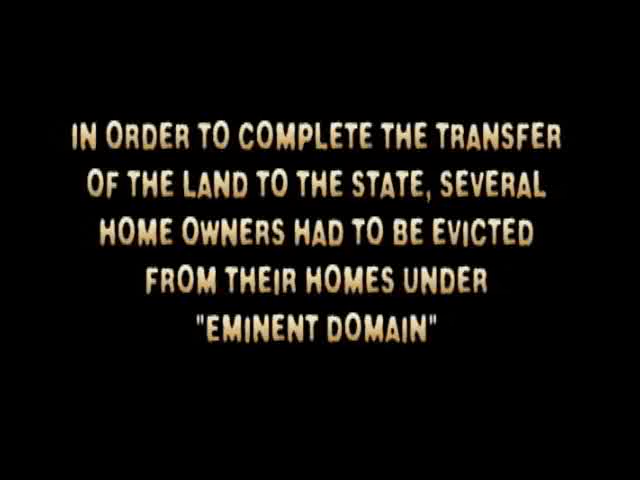 IN ORDER TO COMPLETE THE TRANSFER
OF THE LAND TO THE STATE, SEVERAL
HOME OWNERS HAD TO BE EVICTED
FROM THEIR HOMES UNDER
"EMINENT DOMAIN"